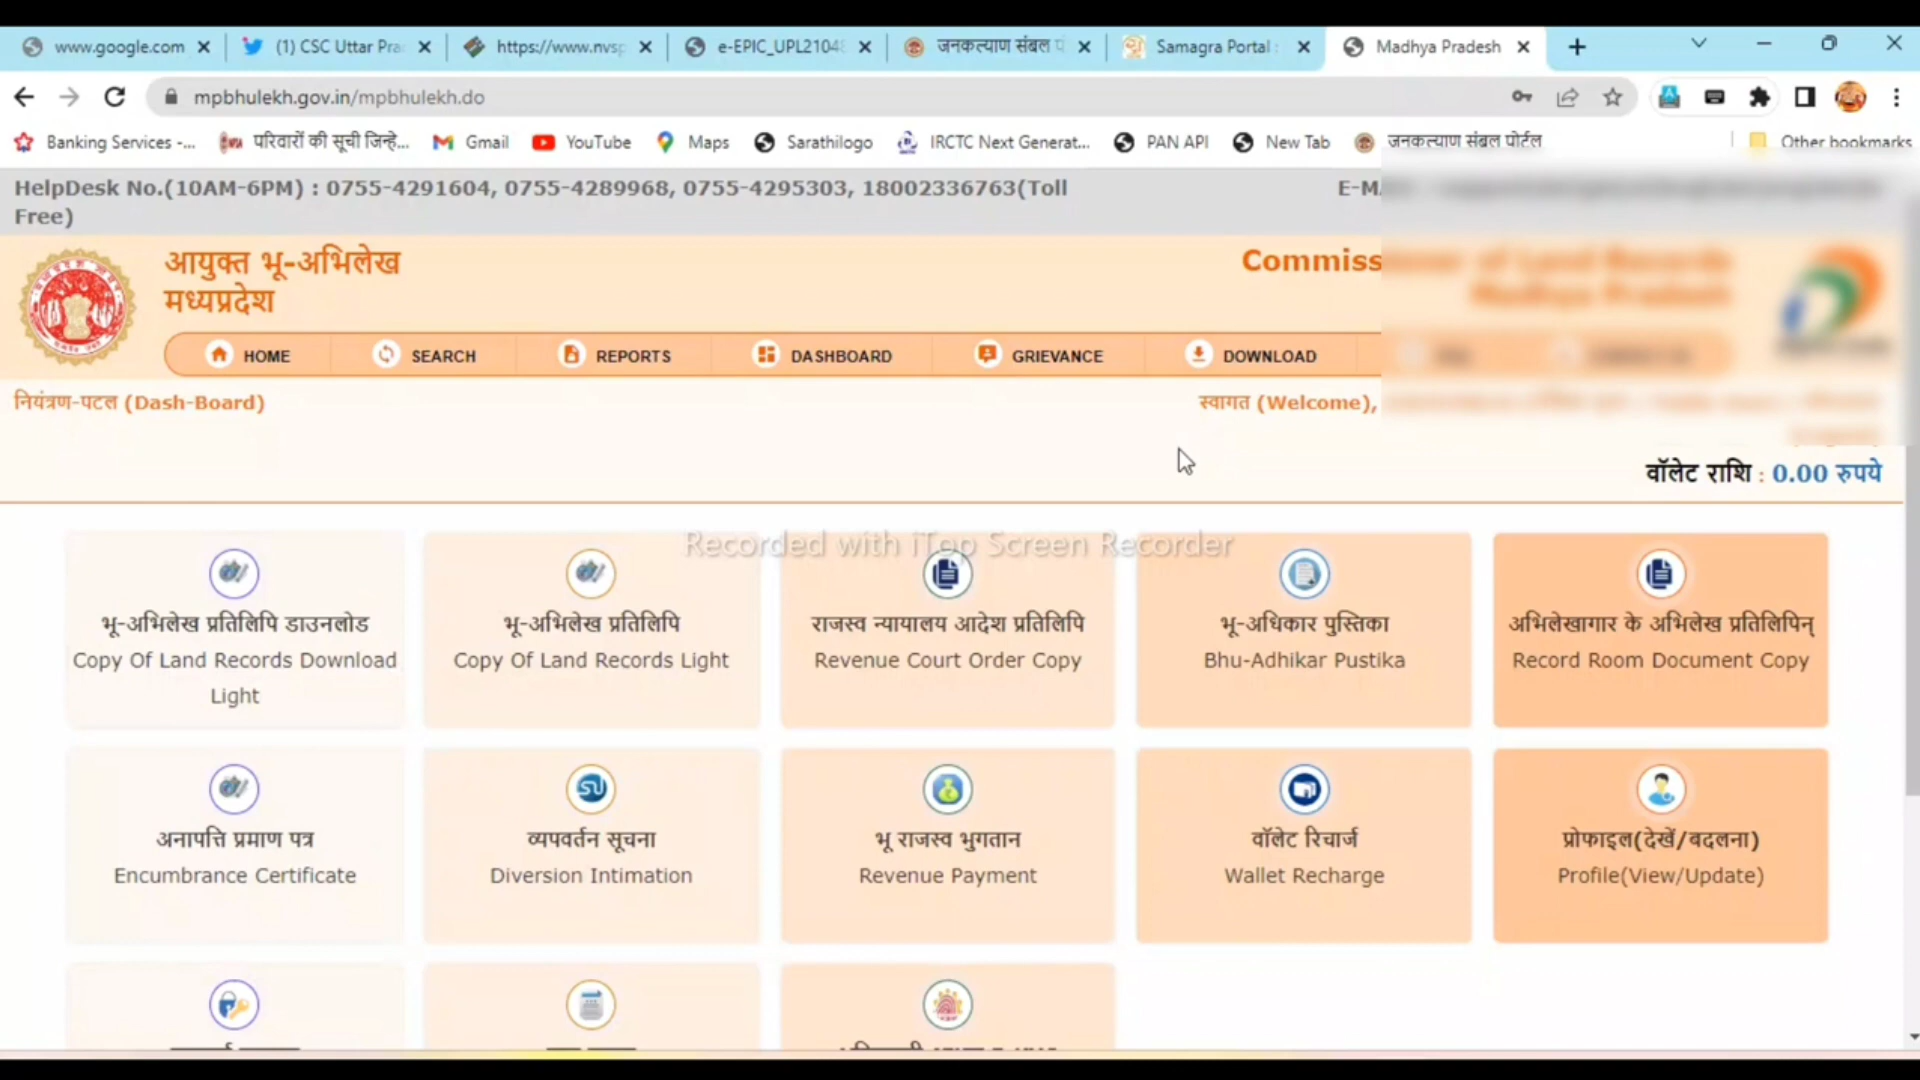 www.google.com
(1) CSC Uttar Pra
https://www.nvsp
e-EPIC_UPL2104
जनकल्याण संबल प
Samagra Portal :
Madhya Pradesh
mpbhulekh.gov.in/mpbhulekh.do
Banking Services -...
परिवारों की सूची जिन्हे...
Gmail
YouTube
Maps
Sarathilogo
IRCTC Next Generat...
PAN API
New Tab
जनकल्याण संबल पोर्टल
Other bookmarks
HelpDesk No.(10AM-6PM) : 0755-4291604, 0755-4289968, 0755-4295303, 18002336763(Toll
Free)
E-M
आयुक्त भू-अभिलेख
मध्यप्रदेश
Commissioner of Land Records
Madhya Pradesh
HOME
SEARCH
REPORTS
DASHBOARD
GRIEVANCE
DOWNLOAD
नियंत्रण-पटल (Dash-Board)
स्वागत (Welcome),
वॉलेट राशि : 0.00 रुपये
Recorded with iTop Screen Recorder
भू-अभिलेख प्रतिलिपि डाउनलोड
Copy Of Land Records Download
Light
भू-अभिलेख प्रतिलिपि
Copy Of Land Records Light
राजस्व न्यायालय आदेश प्रतिलिपि
Revenue Court Order Copy
भू-अधिकार पुस्तिका
Bhu-Adhikar Pustika
अभिलेखागार के अभिलेख प्रतिलिपिन्
Record Room Document Copy
अनापत्ति प्रमाण पत्र
Encumbrance Certificate
व्यपवर्तन सूचना
Diversion Intimation
भू राजस्व भुगतान
Revenue Payment
वॉलेट रिचार्ज
Wallet Recharge
प्रोफाइल(देखें/बदलना)
Profile(View/Update)